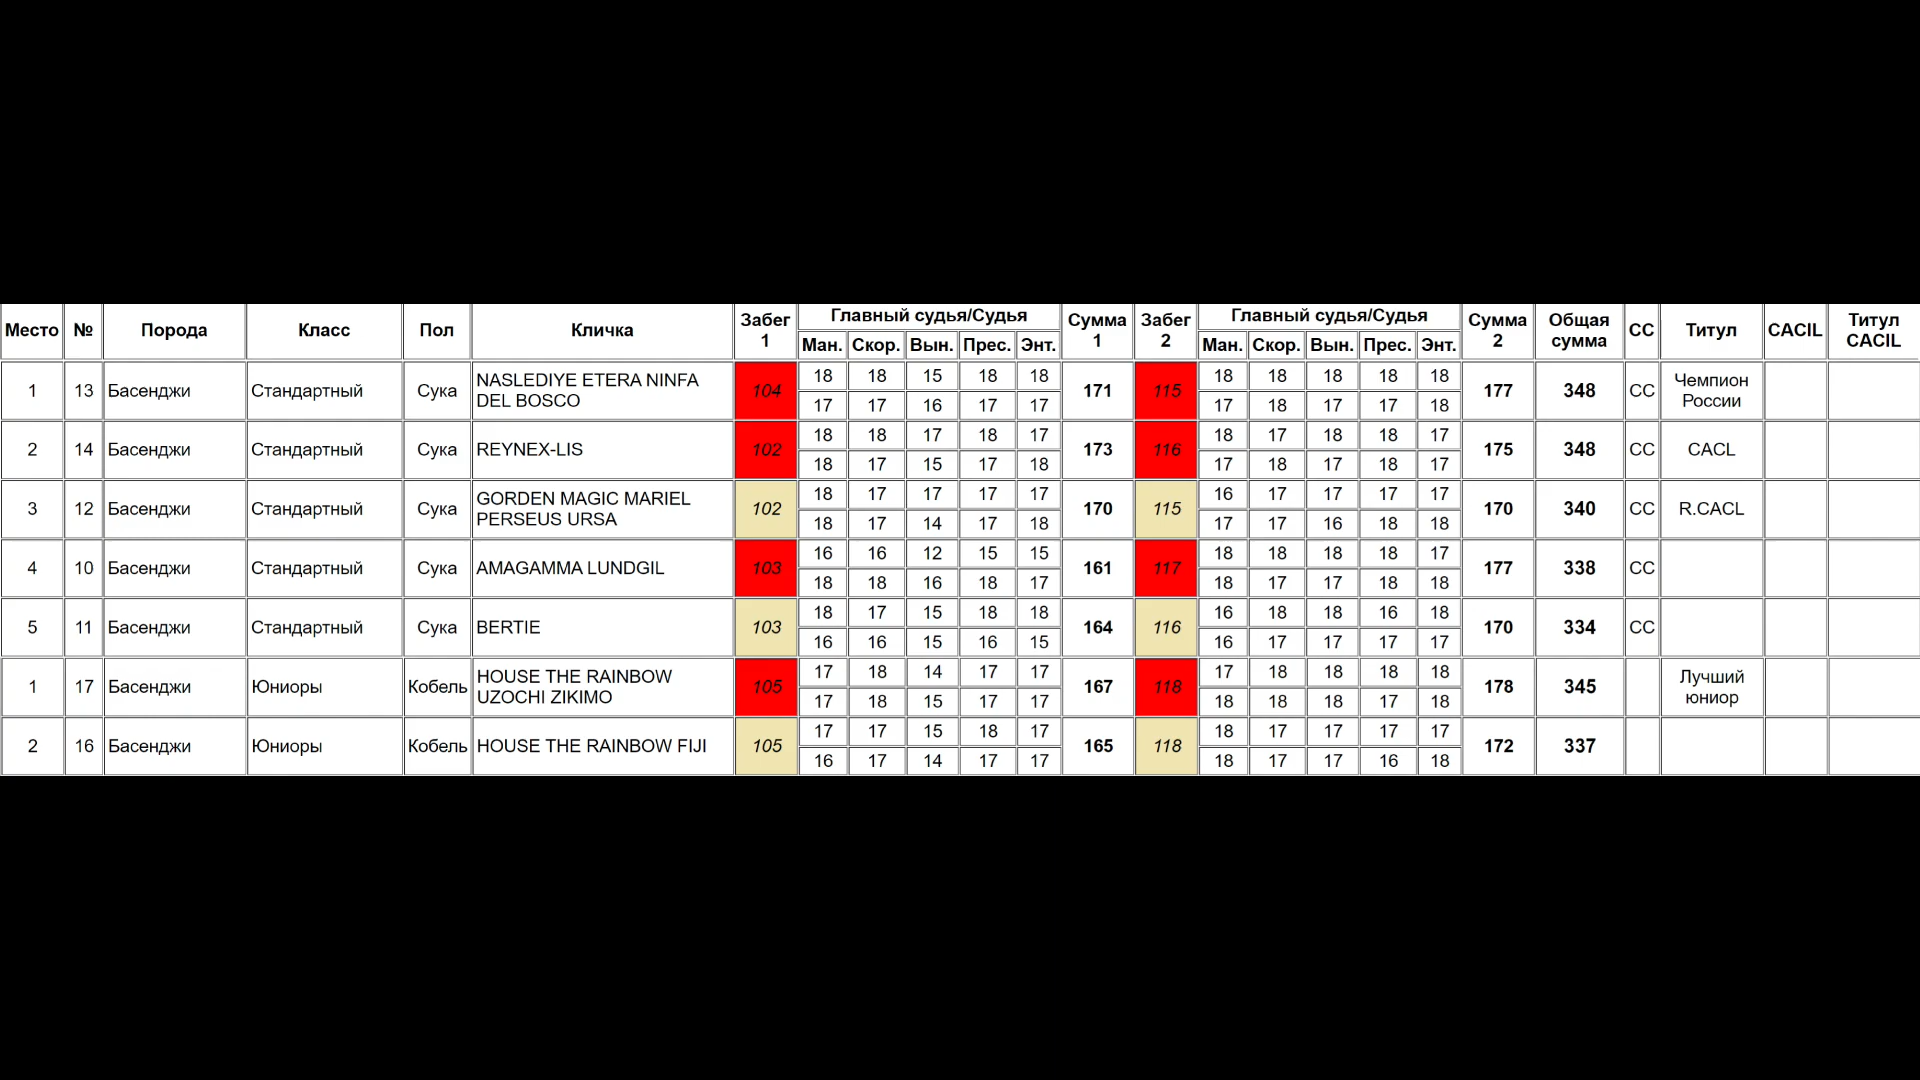 Место № Порода Класс Пол Кличка Забег 1 Главный судья/Судья Сумма 1 Забег 2 Главный судья/Судья Сумма 2 Общая сумма CC Титул CACIL Титул CACIL
Ман. Скор. Вын. Прес. Энт. Ман. Скор. Вын. Прес. Энт.
1 13 Басенджи Стандартный Сука NASLEDIYE ETERA NINFA DEL BOSCO 104 18 18 15 18 18 171 115 18 18 18 18 18 177 348 CC Чемпион России
17 17 16 17 17 17 18 17 17 18
2 14 Басенджи Стандартный Сука REYNEX-LIS 102 18 18 17 18 17 173 116 18 17 18 18 17 175 348 CC CACL
18 17 15 17 18 17 18 17 18 17
3 12 Басенджи Стандартный Сука GORDEN MAGIC MARIEL PERSEUS URSA 102 18 17 17 17 17 170 115 16 17 17 17 17 170 340 CC R.CACL
18 17 14 17 18 17 17 16 18 18
4 10 Басенджи Стандартный Сука AMAGAMMA LUNDGIL 103 16 16 12 15 15 161 117 18 18 18 18 17 177 338 CC
18 18 16 18 17 18 17 17 18 18
5 11 Басенджи Стандартный Сука BERTIE 103 18 17 15 18 18 164 116 16 18 18 16 18 170 334 CC
16 16 15 16 15 16 17 17 17 17
1 17 Басенджи Юниоры Кобель HOUSE THE RAINBOW UZOCHI ZIKIMO 105 17 18 14 17 17 167 118 17 18 18 18 18 178 345 Лучший юниор
17 18 15 17 17 18 18 18 17 18
2 16 Басенджи Юниоры Кобель HOUSE THE RAINBOW FIJI 105 17 17 15 18 17 165 118 18 17 17 17 17 172 337
16 17 14 17 17 18 17 17 16 18